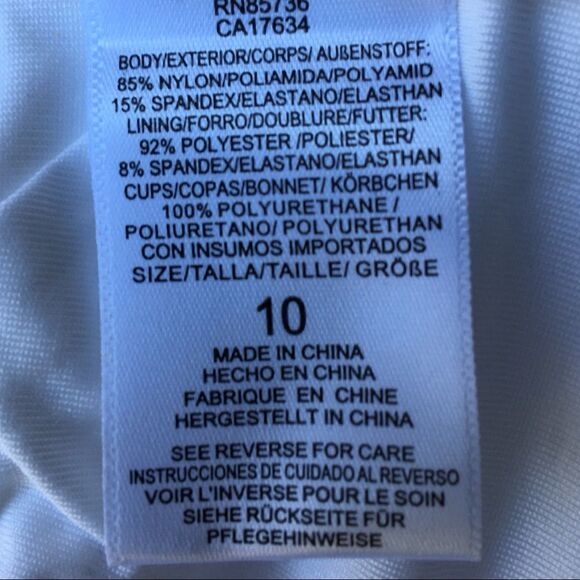 RN85736
CA17634
BODY/EXTERIOR/CORPS/ AUßENSTOFF:
85% NYLON/POLIAMIDA/POLYAMID
15% SPANDEX/ELASTANO/ELASTHAN
LINING/FORRO/DOUBLURE/FUTTER:
92% POLYESTER /POLIESTER/
8% SPANDEX/ELASTANO/ELASTHAN
CUPS/COPAS/BONNET/ KÖRBCHEN
100% POLYURETHANE /
POLIURETANO/ POLYURETHAN
CON INSUMOS IMPORTADOS
SIZE/TALLA/TAILLE/ GRÖßE
10
MADE IN CHINA
HECHO EN CHINA
FABRIQUE EN CHINE
HERGESTELLT IN CHINA
SEE REVERSE FOR CARE
INSTRUCCIONES DE CUIDADO AL REVERSO
VOIR L'INVERSE POUR LE SOIN
SIEHE RÜCKSEITE FÜR
PFLEGEHINWEISE